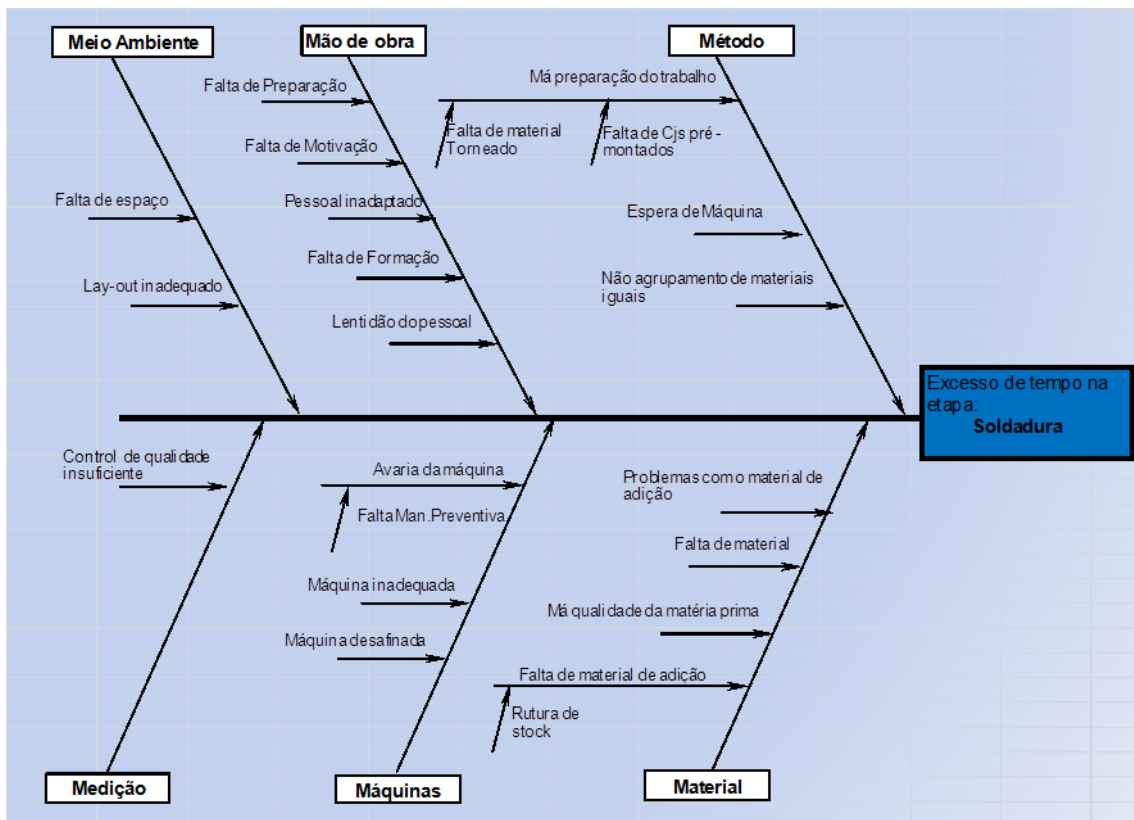 Meio Ambiente
Mão de obra
Método
Falta de Preparação
Falta de Motivação
Pessoal inadaptado
Falta de Formação
Lentidão do pessoal
Falta de espaço
Lay-out inadequado
Má preparação do trabalho
Falta de material
Torneado
Falta de Cjs pré -
montados
Espera de Máquina
Não agrupamento de materiais
iguais
Excesso de tempo na
etapa:
Soldadura
Control de qualidade
insuficiente
Avaria da máquina
Falta Man. Preventiva
Máquina inadequada
Máquina desafinada
Problemas com o material de
adição
Falta de material
Má qualidade da matéria prima
Falta de material de adição
Rutura de
stock
Medição
Máquinas
Material